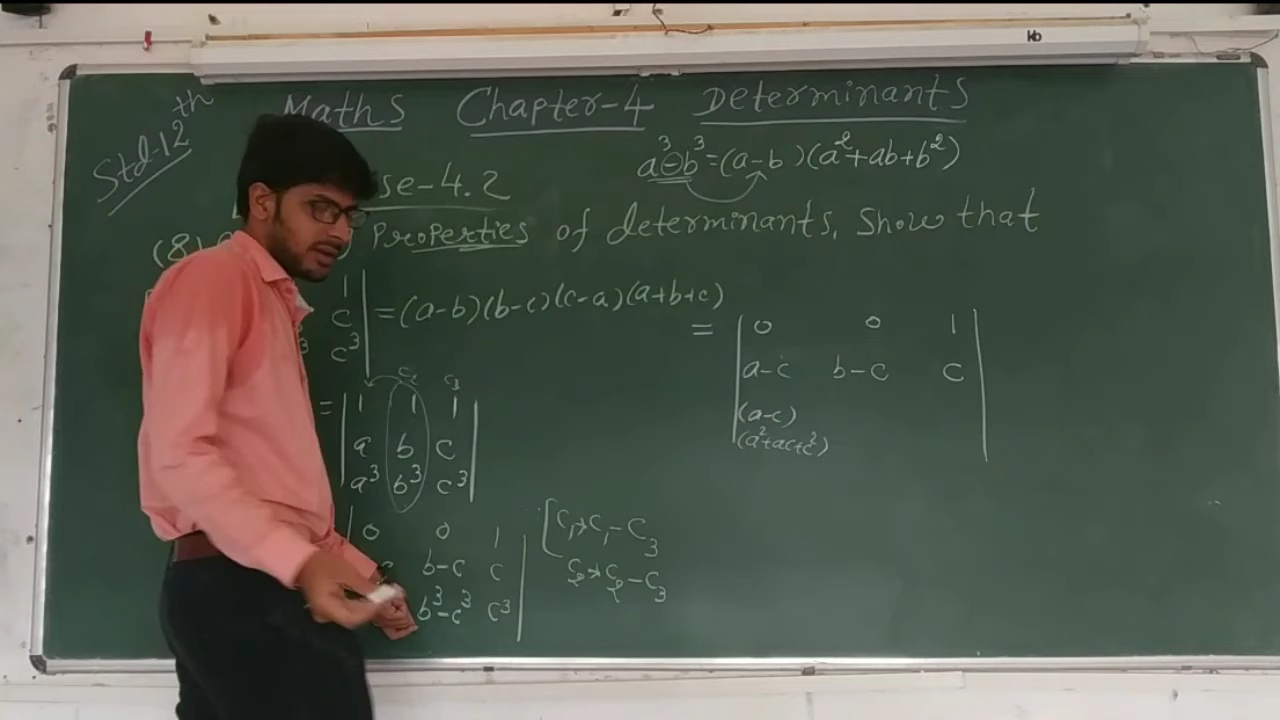 kb
Std-12th
Maths Chapter-4 Determinants
a³-b³=(a-b)(a²+ab+b²)
se-4.2
(8) Properties of determinants, Show that
1
c =(a-b)(b-c)(c-a)(a+b+c)
3 c³
c₂ c₃
= | 1 1 1 |
a b c
a³ b³ c³
0 0 1
b-c c
b³-c³ c³
[C₁→C₁-C₃
C₂→C₂-C₃
= | 0 0 1 |
a-c b-c c
(a-c)
(a²+ac+c²)